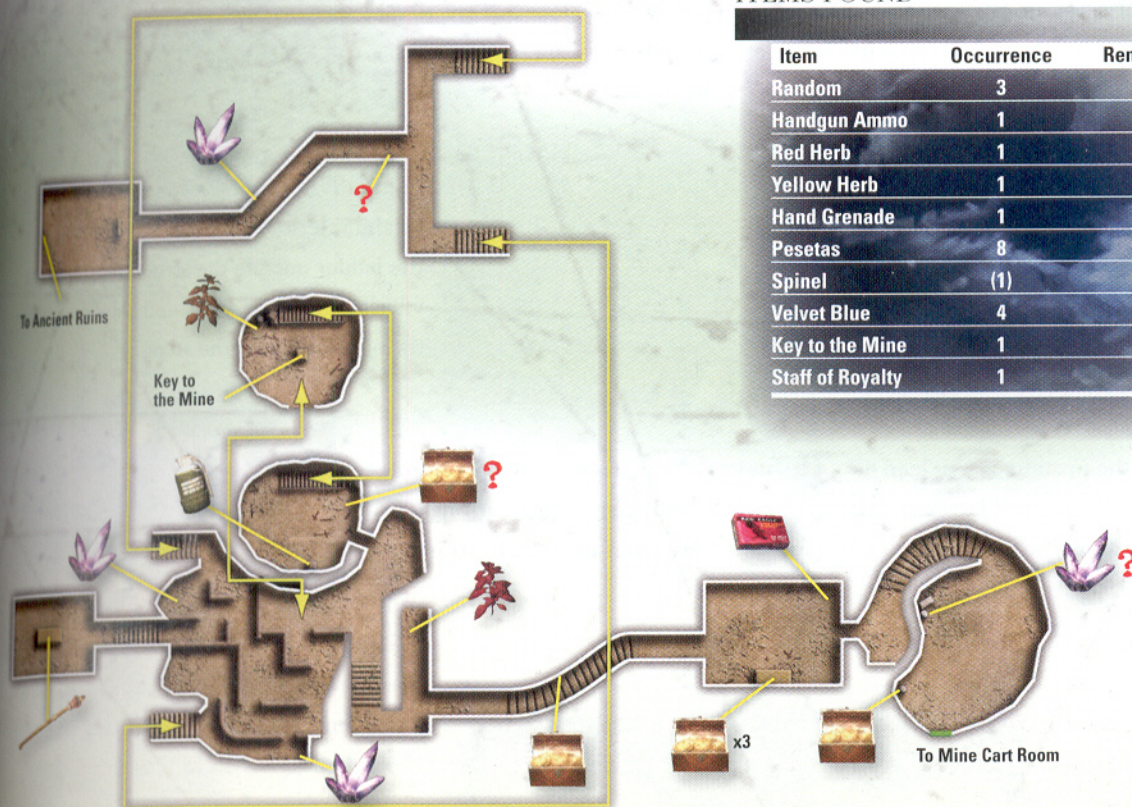 Item Occurrence
Random 3
Handgun Ammo 1
Red Herb 1
Yellow Herb 1
Hand Grenade 1
Pesetas 8
Spinel (1)
Velvet Blue 4
Key to the Mine 1
Staff of Royalty 1
?
To Ancient Ruins
Key to
the Mine
?
RED EAGLE
?
x3
To Mine Cart Room